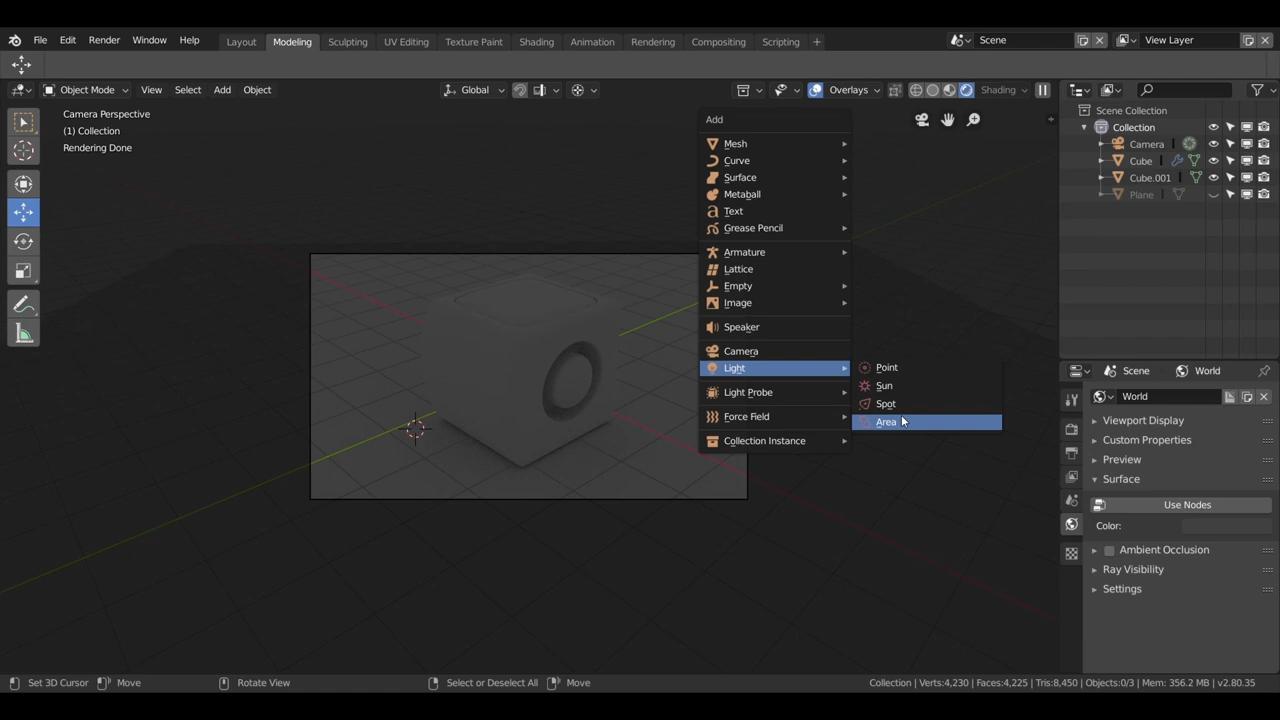 File Edit Render Window Help Layout Modeling Sculpting UV Editing Texture Paint Shading Animation Rendering Compositing Scripting + Scene View Layer
Object Mode View Select Add Object Global Overlays Shading
Camera Perspective
(1) Collection
Rendering Done
Add
Mesh
Curve
Surface
Metaball
Text
Grease Pencil
Armature
Lattice
Empty
Image
Speaker
Camera
Light
Light Probe
Force Field
Collection Instance
Point
Sun
Spot
Area
Scene Collection
Collection
Camera
Cube
Cube.001
Plane
Scene World
World
Viewport Display
Custom Properties
Preview
Surface
Use Nodes
Color:
Ambient Occlusion
Ray Visibility
Settings
Set 3D Cursor Move Rotate View Select or Deselect All Move Collection | Verts:4,230 | Faces:4,225 | Tris:8,450 | Objects:0/3 | Mem: 356.2 MB | v2.80.35